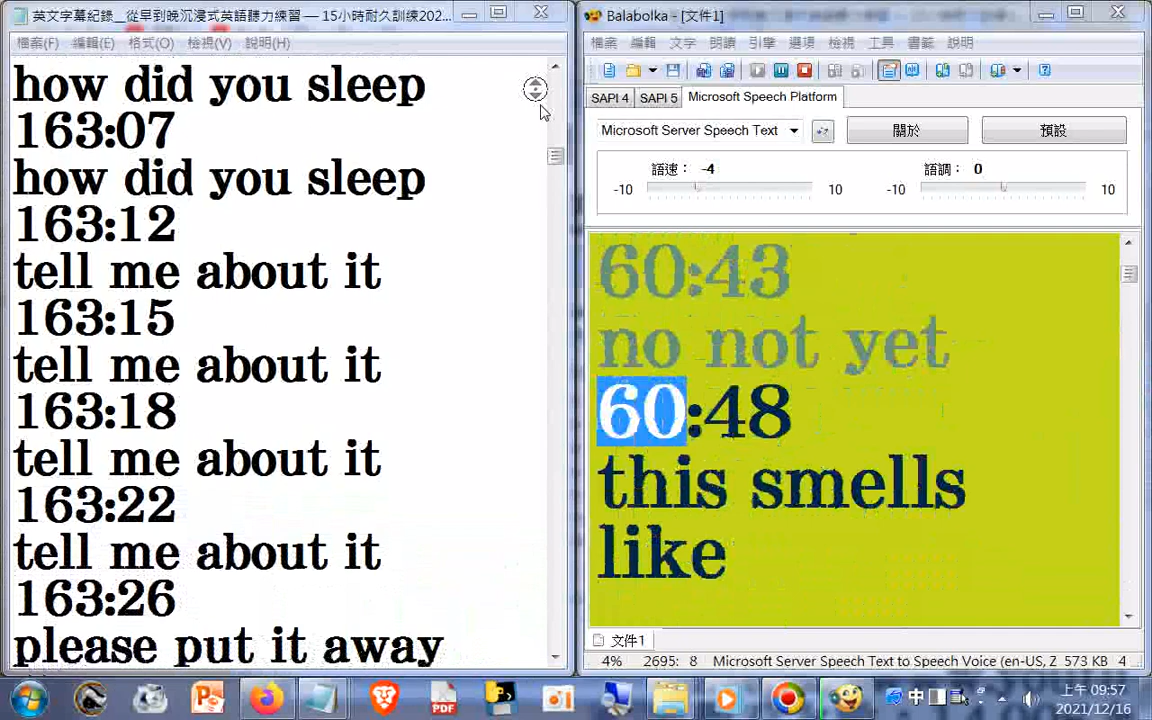 英文字幕紀錄__從早到晚沉浸式英語聽力練習 — 15小時耐久訓練202...
檔案(F) 編輯(E) 格式(O) 檢視(V) 說明(H)
how did you sleep
163:07
how did you sleep
163:12
tell me about it
163:15
tell me about it
163:18
tell me about it
163:22
tell me about it
163:26
please put it away
Balabolka - [文件1]
檔案 編輯 文字 朗讀 引擎 選項 檢視 工具 書籤 說明
SAPI 4 SAPI 5 Microsoft Speech Platform
Microsoft Server Speech Text 關於 預設
語速： -4 語調： 0
-10 10 -10 10
60:43
no not yet
60:48
this smells
like
文件1
4% 2695: 8 Microsoft Server Speech Text to Speech Voice (en-US, Z 573 KB 4
中 上午 09:57
2021/12/16